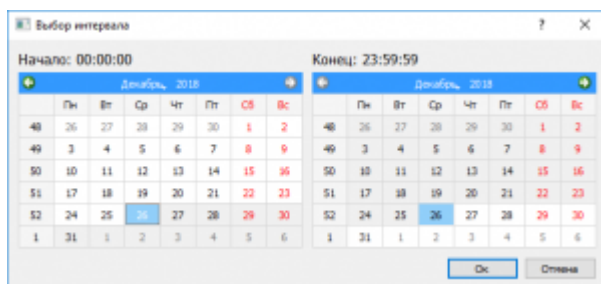 Выбор интервала ? ×
Начало: 00:00:00 Конец: 23:59:59
Декабрь, 2018 Декабрь, 2018
Пн Вт Ср Чт Пт Сб Вс Пн Вт Ср Чт Пт Сб Вс
48 26 27 28 29 30 1 2 48 26 27 28 29 30 1 2
49 3 4 5 6 7 8 9 49 3 4 5 6 7 8 9
50 10 11 12 13 14 15 16 50 10 11 12 13 14 15 16
51 17 18 19 20 21 22 23 51 17 18 19 20 21 22 23
52 24 25 26 27 28 29 30 52 24 25 26 27 28 29 30
1 31 1 2 3 4 5 6 1 31 1 2 3 4 5 6
Ок Отмена